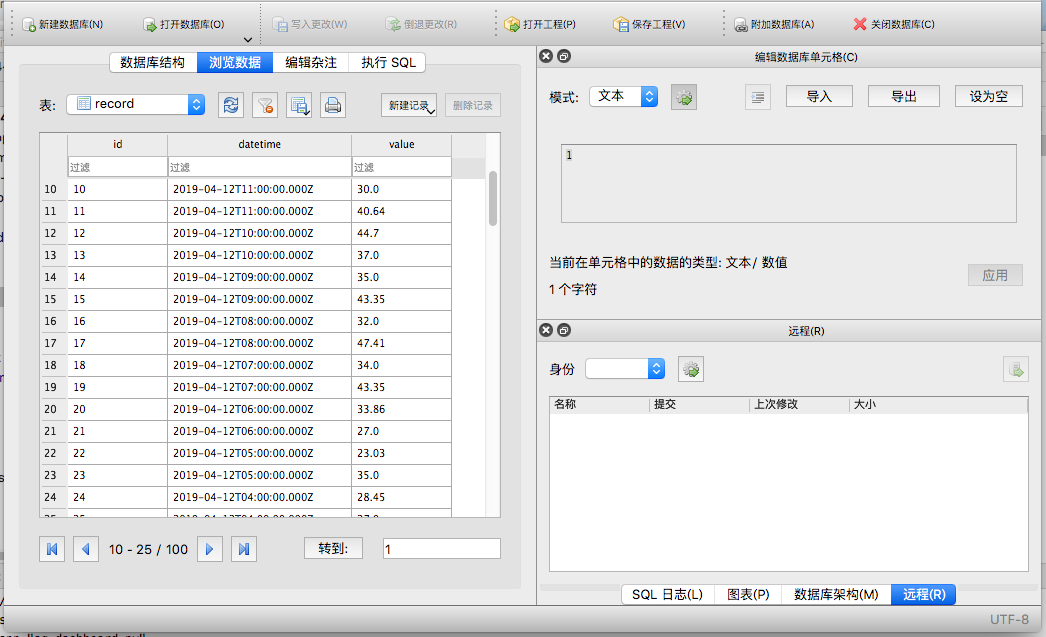 新建数据库(N) 打开数据库(O) 写入更改(W) 倒退更改(R) 打开工程(P) 保存工程(V) 附加数据库(A) 关闭数据库(C)
数据库结构 浏览数据 编辑杂注 执行 SQL
表: record 新建记录 删除记录
id datetime value
过滤 过滤 过滤
10 10 2019-04-12T11:00:00.000Z 30.0
11 11 2019-04-12T11:00:00.000Z 40.64
12 12 2019-04-12T10:00:00.000Z 44.7
13 13 2019-04-12T10:00:00.000Z 37.0
14 14 2019-04-12T09:00:00.000Z 35.0
15 15 2019-04-12T09:00:00.000Z 43.35
16 16 2019-04-12T08:00:00.000Z 32.0
17 17 2019-04-12T08:00:00.000Z 47.41
18 18 2019-04-12T07:00:00.000Z 34.0
19 19 2019-04-12T07:00:00.000Z 43.35
20 20 2019-04-12T06:00:00.000Z 33.86
21 21 2019-04-12T06:00:00.000Z 27.0
22 22 2019-04-12T05:00:00.000Z 23.03
23 23 2019-04-12T05:00:00.000Z 35.0
24 24 2019-04-12T04:00:00.000Z 28.45
10 - 25 / 100 转到: 1
编辑数据库单元格(C)
模式: 文本 导入 导出 设为空
1
当前在单元格中的数据的类型: 文本/ 数值
1个字符
应用
远程(R)
身份
名称 提交 上次修改 大小
SQL 日志(L) 图表(P) 数据库架构(M) 远程(R)
UTF-8